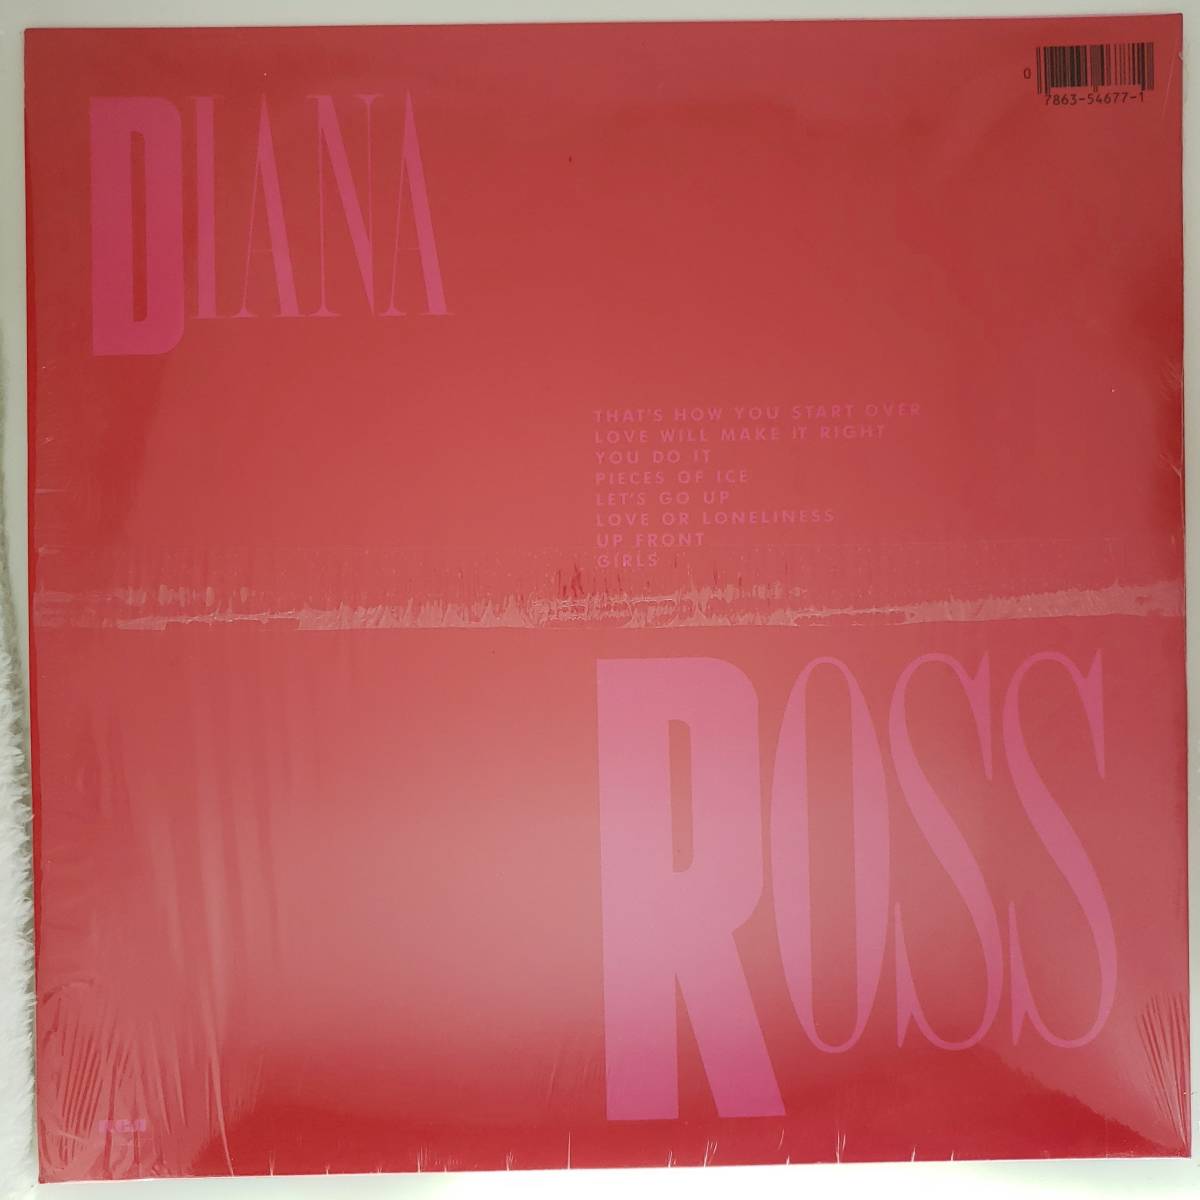 0
7863-54677-1
DIANA
THAT'S HOW YOU START OVER
LOVE WILL MAKE IT RIGHT
YOU DO IT
PIECES OF ICE
LET'S GO UP
LOVE OR LONELINESS
UP FRONT
GIRLS
ROSS
RCA